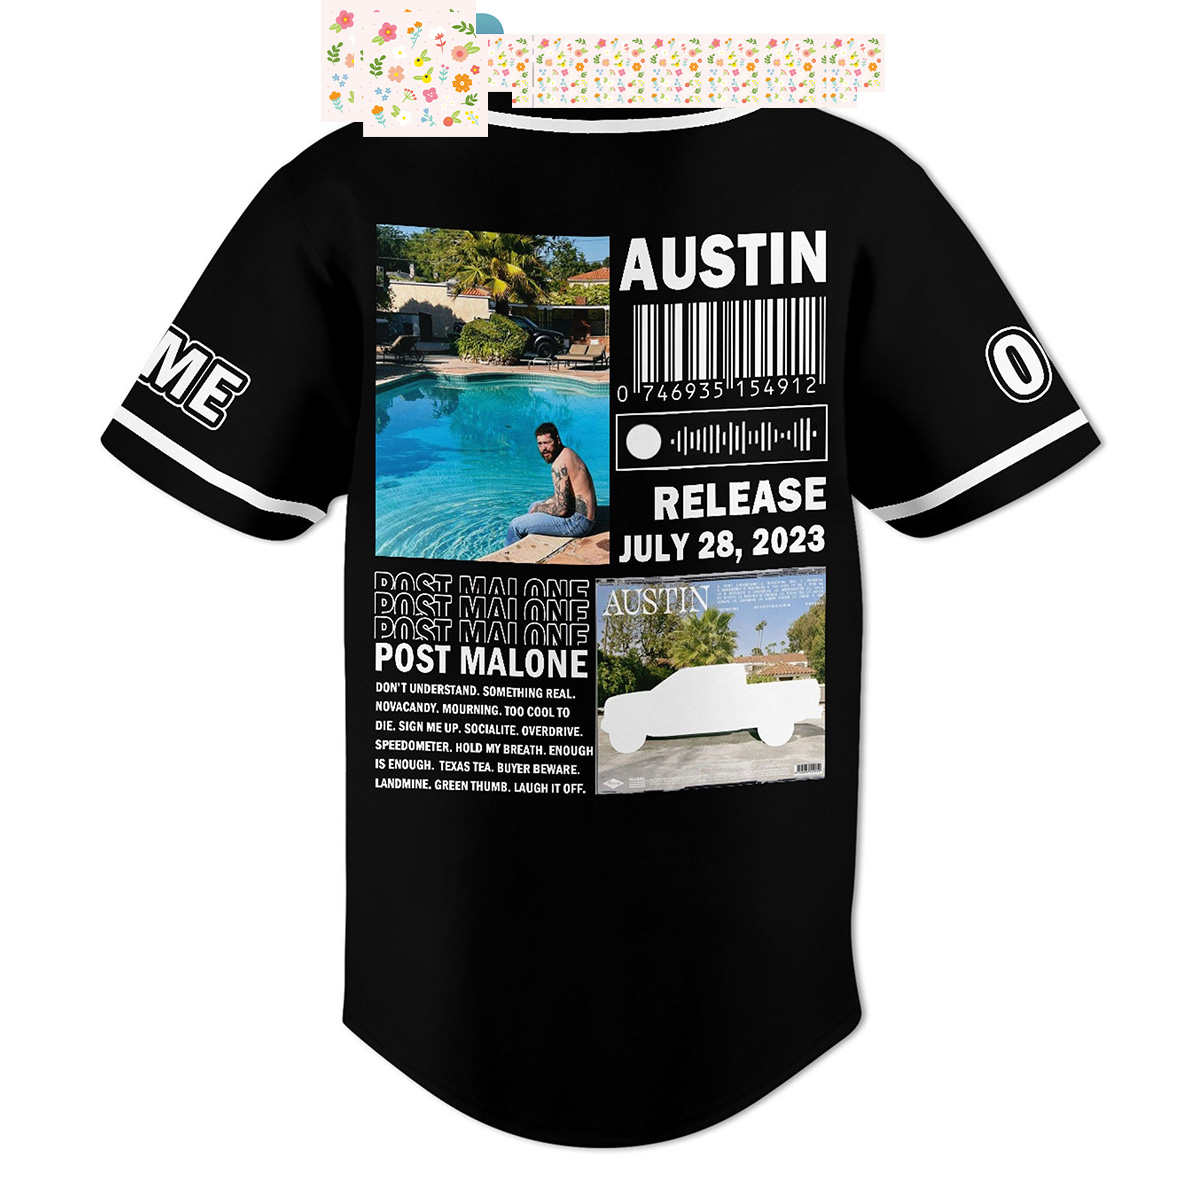 AUSTIN
0 746935 154912
RELEASE
JULY 28, 2023
ME
0
POST MALONE
POST MALONE
POST MALONE
POST MALONE
DON'T UNDERSTAND. SOMETHING REAL.
NOVACANDY. MOURNING. TOO COOL TO
DIE. SIGN ME UP. SOCIALITE. OVERDRIVE.
SPEEDOMETER. HOLD MY BREATH. ENOUGH
IS ENOUGH. TEXAS TEA. BUYER BEWARE.
LANDMINE. GREEN THUMB. LAUGH IT OFF.
AUSTIN